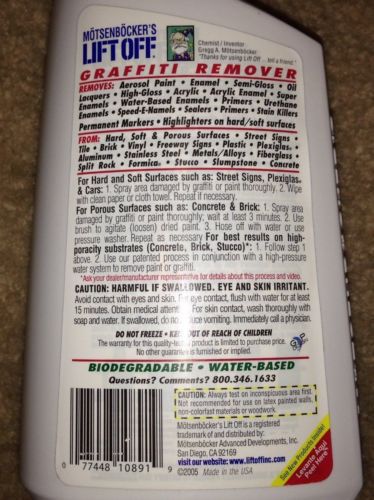 MÖTSENBÖCKER'S
LIFT OFF®
Chemist / Inventor
Gregg A. Mötsenböcker
"Thanks for using Lift Off ... tell a friend."
GRAFFITI REMOVER
REMOVES: Aerosol Paint • Enamel • Semi-Gloss • Oil
Lacquers • High-Gloss • Acrylic • Acrylic Enamel • Super
Enamels • Water-Based Enamels • Primers • Urethane
Enamels • Speed-E-Namels • Sealers • Primers • Stain Killers
Permanent Markers • Highlighters on hard/soft surfaces
FROM: Hard, Soft & Porous Surfaces • Street Signs •
Tile • Brick • Vinyl • Freeway Signs • Plastic • Plexiglas®
Aluminum • Stainless Steel • Metals/Alloys • Fiberglass
Split Rock • Formica® • Stucco • Slumpstone • Concrete
For Hard and Soft Surfaces such as: Street Signs, Plexiglas®
& Cars: 1. Spray area damaged by graffiti or paint thoroughly. 2. Wipe
with clean paper or cloth towel. Repeat if necessary.
For Porous Surfaces such as: Concrete & Brick: 1. Spray area
damaged by graffiti or paint thoroughly; wait at least 3 minutes. 2. Use
brush to agitate (loosen) dried paint. 3. Hose off with water or use
pressure washer. Repeat as necessary For best results on high-
poracity substrates (Concrete, Brick, Stucco)*: 1. Follow step 1
above. 2. Use our patented process in conjunction with a high-pressure
water system to remove paint or graffiti.
*Ask your dealer/manufacturer representative for details about this process and video.
CAUTION: HARMFUL IF SWALLOWED. EYE AND SKIN IRRITANT.
Avoid contact with eyes and skin. For eye contact, flush with water for at least
15 minutes. Obtain medical attention. For skin contact, wash thoroughly with
soap and water. If swallowed, do not induce vomiting. Immediately call a physician.
DO NOT FREEZE • KEEP OUT OF REACH OF CHILDREN
The warranty for this quality-tested product is limited to purchase price.
No other guarantee is furnished or implied.
BIODEGRADABLE • WATER-BASED
Questions? Comments? 800.346.1633
CAUTION: Always test on inconspicuous area first.
Not recommended for use on latex painted walls,
non-colorfast materials or woodwork.
Mötsenböcker's Lift Off is a registered
trademark of and distributed by:
Mötsenböcker Advanced Developments, Inc.
San Diego, CA 92169
visit our website: www.liftoffinc.com
©2005 Made in the USA
0 77448 10891 9
See New Products Inside!
Levante Aquí
Peel Here